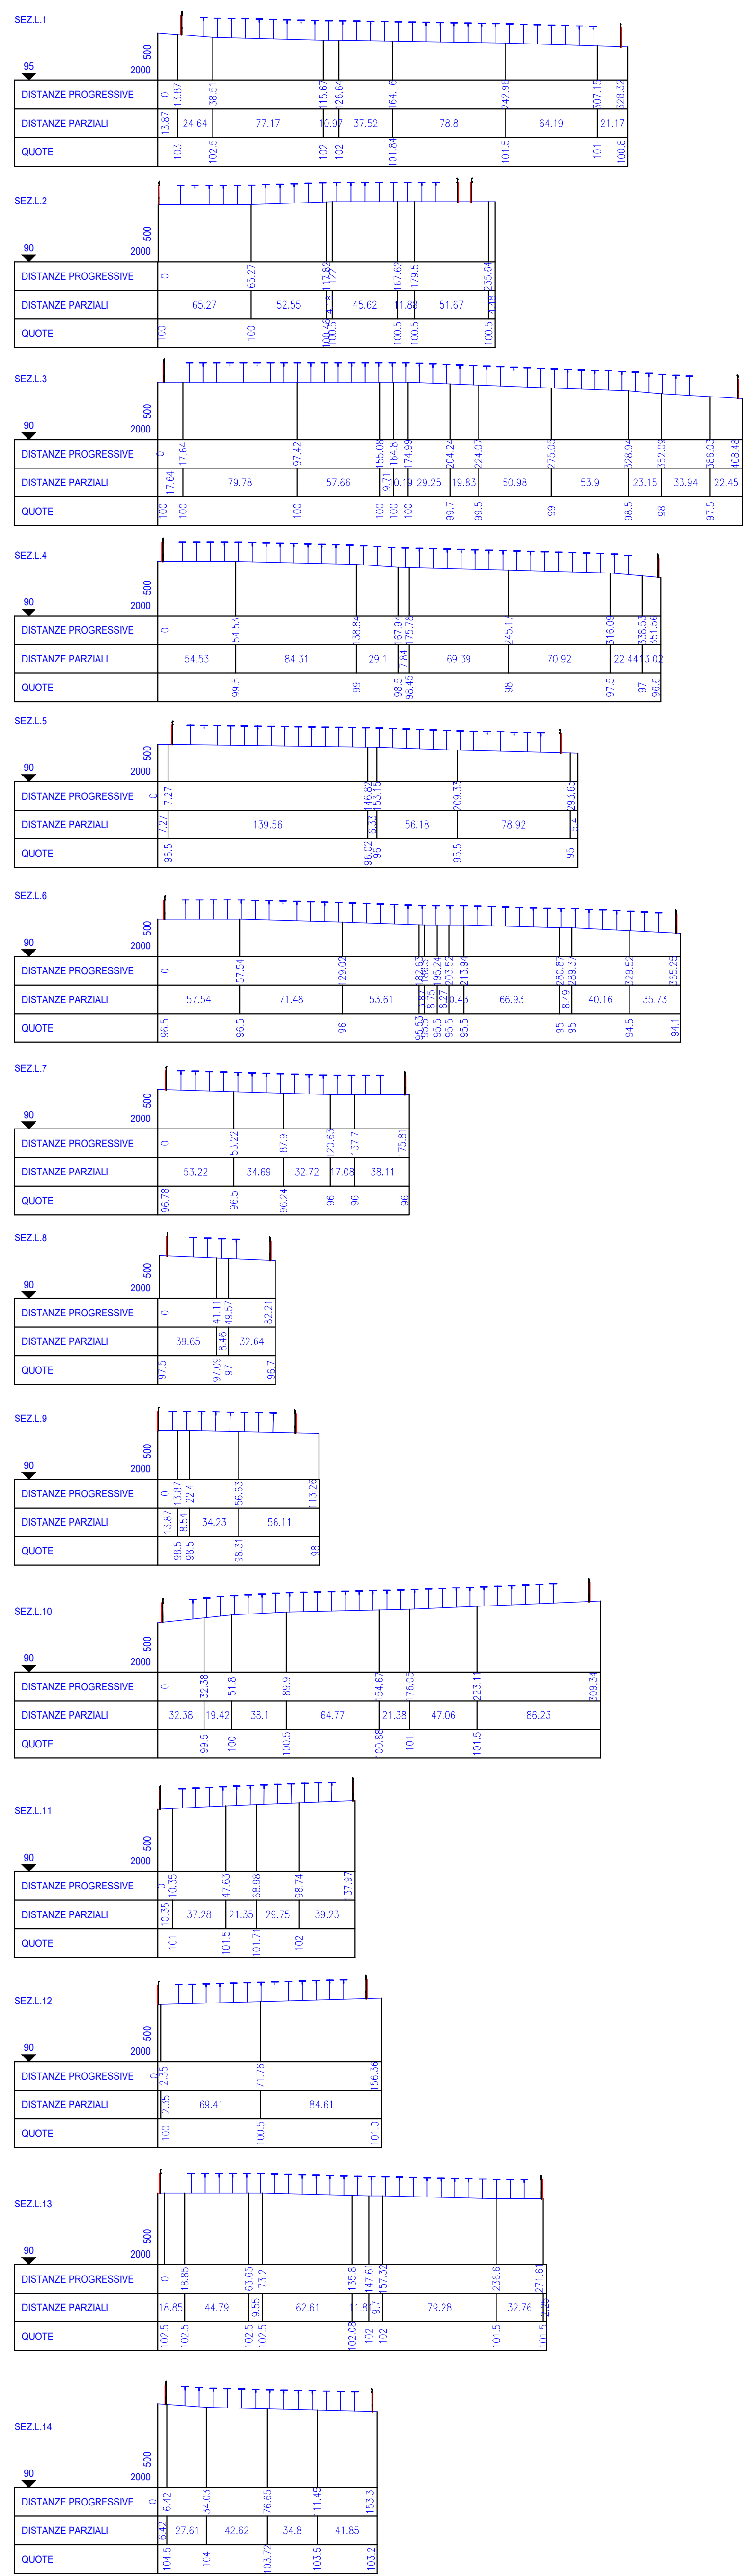 SEZ.L.1
500
2000
95
DISTANZE PROGRESSIVE 0 13.87 38.51 115.67 126.64 164.16 242.96 307.15 328.32
DISTANZE PARZIALI 13.87 24.64 77.17 10.97 37.52 78.8 64.19 21.17
QUOTE 103 102.5 102 102 101.84 101.5 101 100.8
SEZ.L.2
500
2000
90
DISTANZE PROGRESSIVE 0 65.27 117.82 122 167.62 179.5 235.64
DISTANZE PARZIALI 65.27 52.55 4.18 45.62 11.88 51.67 4.48
QUOTE 100 100 100.46 100.5 100.5 100.5 100.5
SEZ.L.3
500
2000
90
DISTANZE PROGRESSIVE 0 17.64 97.42 155.08 164.8 174.99 204.24 224.07 275.05 328.94 352.09 386.03 408.48
DISTANZE PARZIALI 17.64 79.78 57.66 9.71 10.19 29.25 19.83 50.98 53.9 23.15 33.94 22.45
QUOTE 100 100 100 100 100 100 99.7 99.5 99 98.5 98 97.5
SEZ.L.4
500
2000
90
DISTANZE PROGRESSIVE 0 54.53 138.84 167.94 175.78 245.17 316.09 338.53 351.56
DISTANZE PARZIALI 54.53 84.31 29.1 7.84 69.39 70.92 22.44 13.02
QUOTE 99.5 99 98.5 98.45 98 97.5 97 96.6
SEZ.L.5
500
2000
90
DISTANZE PROGRESSIVE 0 7.27 146.82 153.15 209.33 293.65
DISTANZE PARZIALI 7.27 139.56 6.33 56.18 78.92 5.4
QUOTE 96.5 96.02 96 95.5 95
SEZ.L.6
500
2000
90
DISTANZE PROGRESSIVE 0 57.54 129.02 182.63 186.5 195.24 203.52 213.94 280.87 289.37 329.52 365.25
DISTANZE PARZIALI 57.54 71.48 53.61 3.87 8.75 8.27 10.43 66.93 8.49 40.16 35.73
QUOTE 96.5 96.5 96 95.53 95.5 95.5 95.5 95.5 95 95 94.5 94.1
SEZ.L.7
500
2000
90
DISTANZE PROGRESSIVE 0 53.22 87.9 120.63 137.7 175.81
DISTANZE PARZIALI 53.22 34.69 32.72 17.08 38.11
QUOTE 96.78 96.5 96.24 96 96 96
SEZ.L.8
500
2000
90
DISTANZE PROGRESSIVE 0 41.11 49.57 82.21
DISTANZE PARZIALI 39.65 8.46 32.64
QUOTE 97.5 97.09 97 96.7
SEZ.L.9
500
2000
90
DISTANZE PROGRESSIVE 0 13.87 22.4 56.63 113.26
DISTANZE PARZIALI 13.87 8.54 34.23 56.11
QUOTE 98.5 98.5 98.31 98
SEZ.L.10
500
2000
90
DISTANZE PROGRESSIVE 0 32.38 51.8 89.9 154.67 176.05 223.11 309.34
DISTANZE PARZIALI 32.38 19.42 38.1 64.77 21.38 47.06 86.23
QUOTE 99.5 100 100.5 100.88 101 101.5
SEZ.L.11
500
2000
90
DISTANZE PROGRESSIVE 0 10.35 47.63 68.98 98.74 137.97
DISTANZE PARZIALI 10.35 37.28 21.35 29.75 39.23
QUOTE 101 101.5 101.71 102
SEZ.L.12
500
2000
90
DISTANZE PROGRESSIVE 0 2.35 71.76 156.36
DISTANZE PARZIALI 2.35 69.41 84.61
QUOTE 100 100.5 101.0
SEZ.L.13
500
2000
90
DISTANZE PROGRESSIVE 0 18.85 63.65 73.2 135.8 147.61 157.32 236.6 271.61
DISTANZE PARZIALI 18.85 44.79 9.55 62.61 11.81 9.7 79.28 32.76 2.25
QUOTE 102.5 102.5 102.5 102.5 102.08 102 102 101.5 101.5
SEZ.L.14
500
2000
90
DISTANZE PROGRESSIVE 0 6.42 34.03 76.65 111.45 153.3
DISTANZE PARZIALI 6.42 27.61 42.62 34.8 41.85
QUOTE 104.5 104 103.72 103.5 103.2